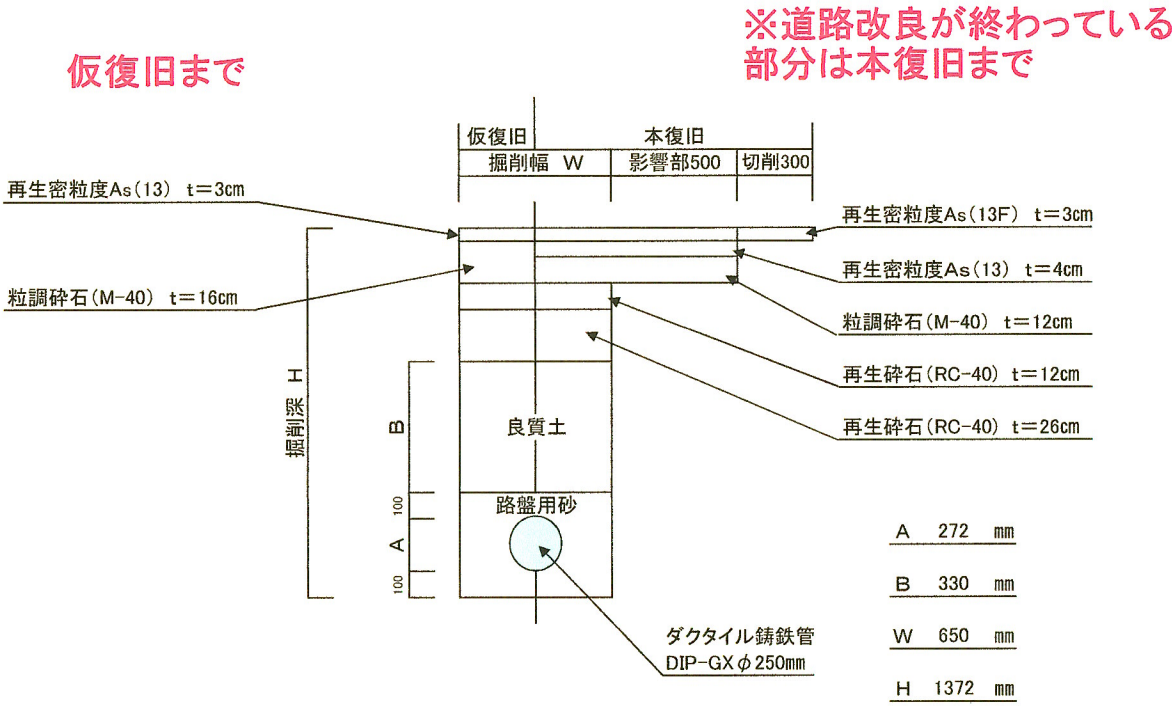 ※道路改良が終わっている
部分は本復旧まで
仮復旧まで
仮復旧 本復旧
掘削幅 W 影響部500 切削300
再生密粒度As(13) t=3cm
再生密粒度As(13F) t=3cm
再生密粒度As(13) t=4cm
粒調砕石(M-40) t=16cm
粒調砕石(M-40) t=12cm
再生砕石(RC-40) t=12cm
再生砕石(RC-40) t=26cm
掘削深 H
B
良質土
100
路盤用砂
A
100
ダクタイル鋳鉄管
DIP-GXφ250mm
A 272 mm
B 330 mm
W 650 mm
H 1372 mm